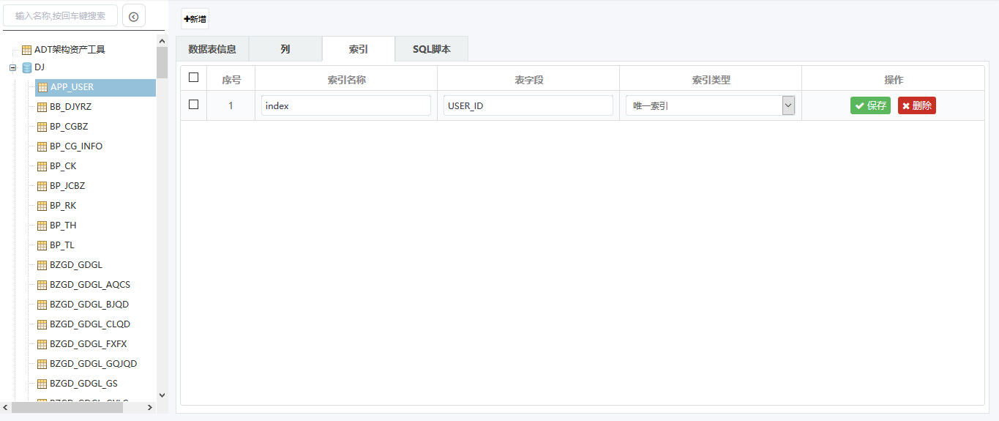 输入名称,按回车键搜索
ADT架构资产工具
DJ
APP_USER
BB_DJYRZ
BP_CGBZ
BP_CG_INFO
BP_CK
BP_JCBZ
BP_RK
BP_TH
BP_TL
BZGD_GDGL
BZGD_GDGL_AQCS
BZGD_GDGL_BJQD
BZGD_GDGL_CLQD
BZGD_GDGL_FXFX
BZGD_GDGL_GQJQD
BZGD_GDGL_GS
新增
数据表信息 列 索引 SQL脚本
序号 索引名称 表字段 索引类型 操作
1 index USER_ID 唯一索引 保存 删除